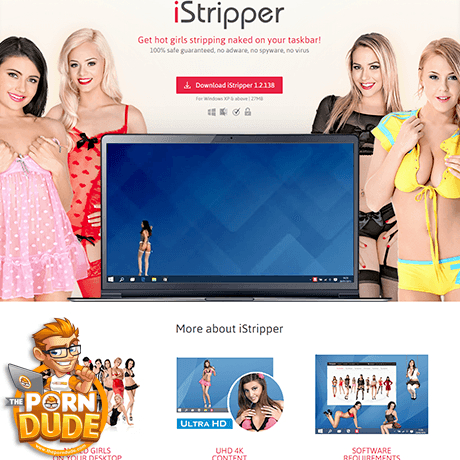 iStripper
Get hot girls stripping naked on your taskbar!
100% safe guaranteed, no adware, no spyware, no virus
Download iStripper 1.2.138
For Windows XP & above | 27MB
More about iStripper
THE
PORN
DUDE
ULTRA HD
GIRLS
ON YOUR DESKTOP
UHD 4K
CONTENT
SOFTWARE
REQUIREMENTS